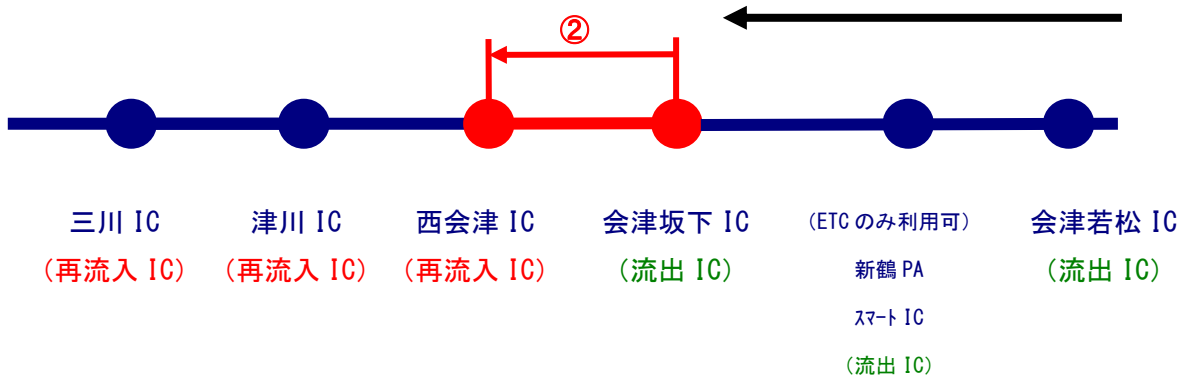 ②
三川 IC
(再流入 IC)
津川 IC
(再流入 IC)
西会津 IC
(再流入 IC)
会津坂下 IC
(流出 IC)
(ETC のみ利用可)
新鶴 PA
スマート IC
(流出 IC)
会津若松 IC
(流出 IC)